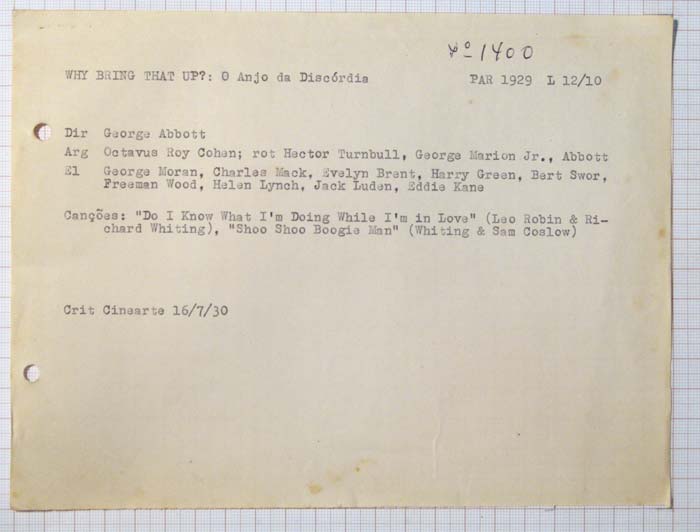 Nº 1400
WHY BRING THAT UP?: O Anjo da Discórdia PAR 1929 L 12/10
Dir George Abbott
Arg Octavus Roy Cohen; rot Hector Turnbull, George Marion Jr., Abbott
El George Moran, Charles Mack, Evelyn Brent, Harry Green, Bert Swor,
Freeman Wood, Helen Lynch, Jack Luden, Eddie Kane
Canções: "Do I Know What I'm Doing While I'm in Love" (Leo Robin & Ri-
chard Whiting), "Shoo Shoo Boogie Man" (Whiting & Sam Coslow)
Crit Cinearte 16/7/30